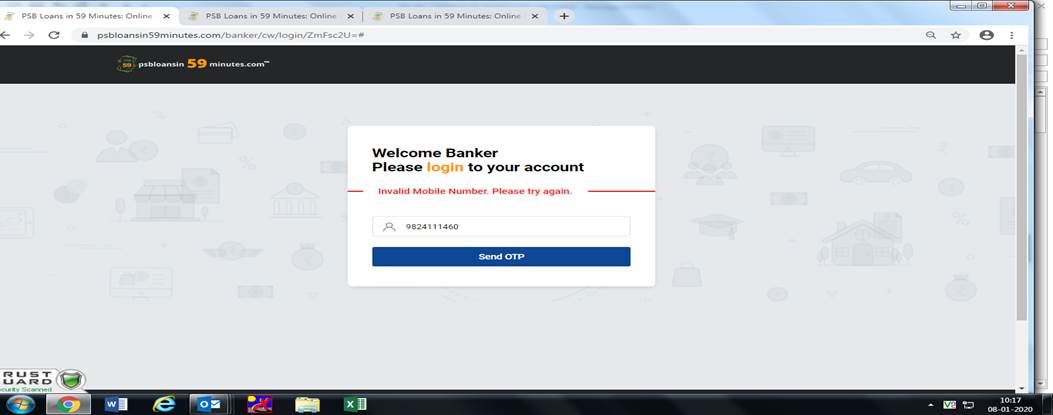 PSB Loans in 59 Minutes: Online
PSB Loans in 59 Minutes: Online
PSB Loans in 59 Minutes: Online
psbloansin59minutes.com/banker/cw/login/ZmFsc2U=#
psbloansin 59 minutes.com™
Welcome Banker
Please login to your account
Invalid Mobile Number. Please try again.
9824111460
Send OTP
RUST
UARD
ecurity Scanned
10:17
08-01-2020